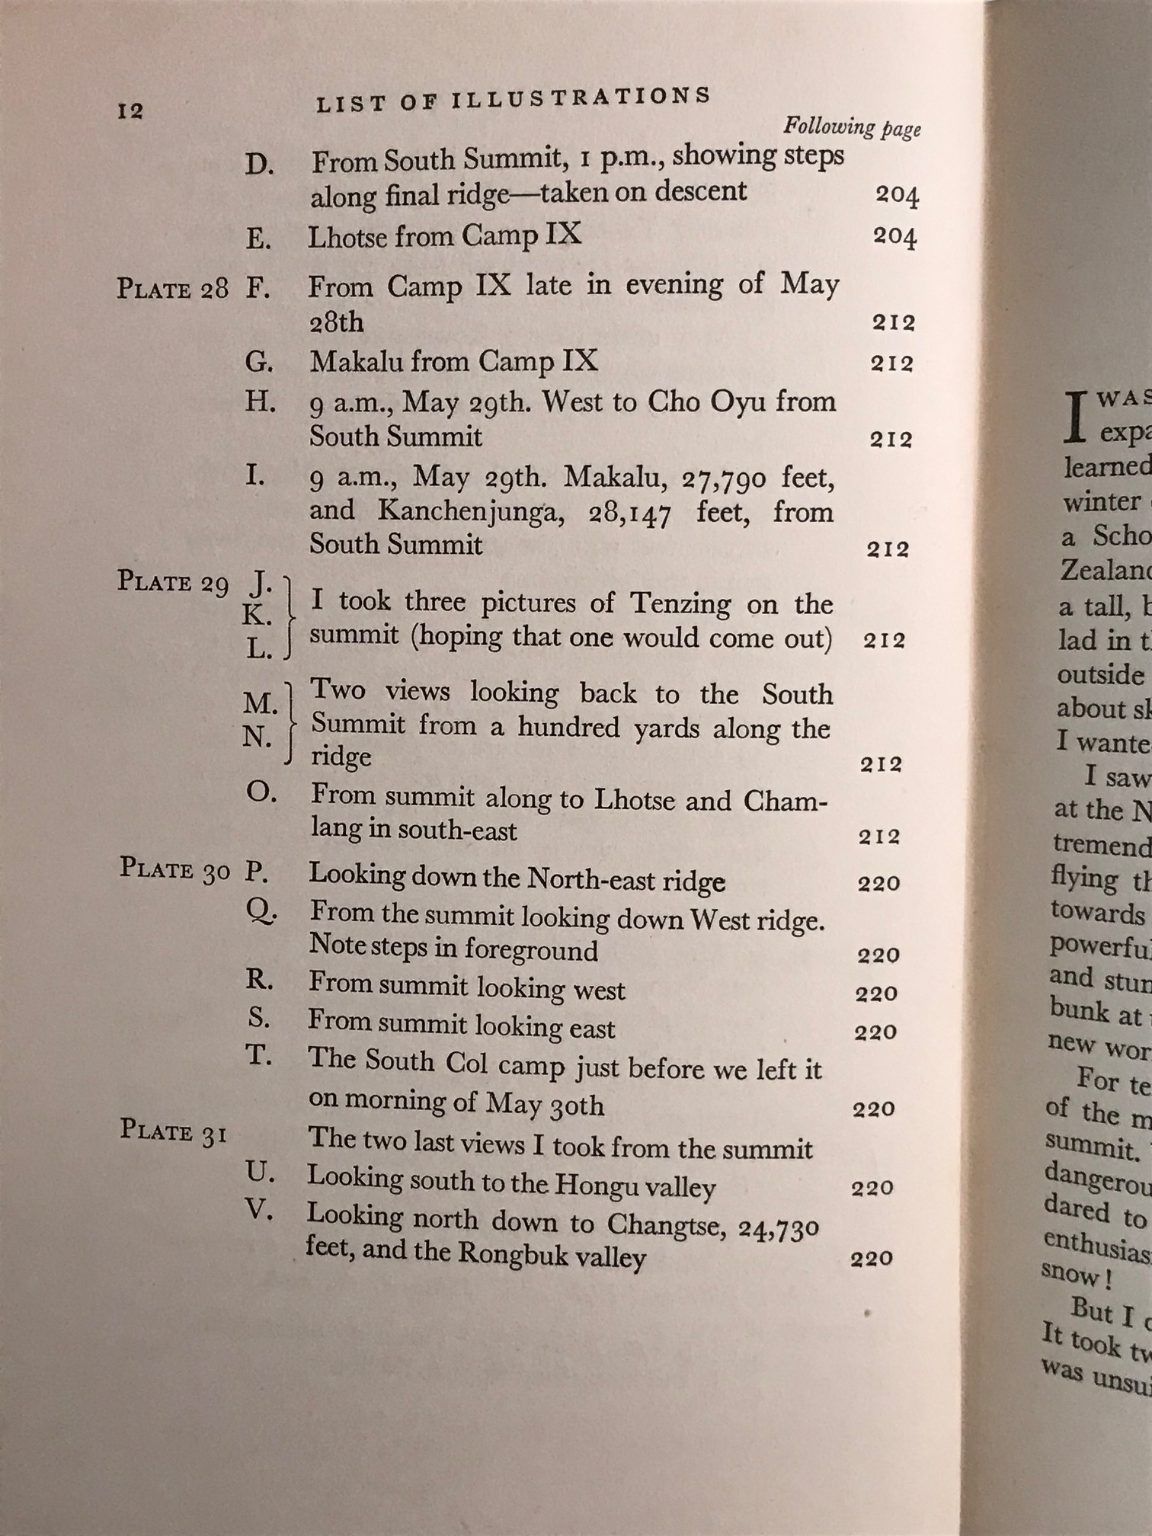 12 LIST OF ILLUSTRATIONS
Following page
D. From South Summit, 1 p.m., showing steps
along final ridge—taken on descent 204
E. Lhotse from Camp IX 204
PLATE 28 F. From Camp IX late in evening of May
28th 212
G. Makalu from Camp IX 212
H. 9 a.m., May 29th. West to Cho Oyu from
South Summit 212
I. 9 a.m., May 29th. Makalu, 27,790 feet,
and Kanchenjunga, 28,147 feet, from
South Summit 212
PLATE 29 J.
K. I took three pictures of Tenzing on the
L. summit (hoping that one would come out) 212
M. Two views looking back to the South
N. Summit from a hundred yards along the
ridge 212
O. From summit along to Lhotse and Cham-
lang in south-east 212
PLATE 30 P. Looking down the North-east ridge 220
Q. From the summit looking down West ridge.
Note steps in foreground 220
R. From summit looking west 220
S. From summit looking east 220
T. The South Col camp just before we left it
on morning of May 30th 220
PLATE 31 The two last views I took from the summit
U. Looking south to the Hongu valley 220
V. Looking north down to Changtse, 24,730
feet, and the Rongbuk valley 220
I WAS
learned
winter
a
a tall,
lad in
outside
about
I
I saw
at the
flying
towards
and
bunk at
new
For
of the
summit.
dared to
snow!
But I
It took
was